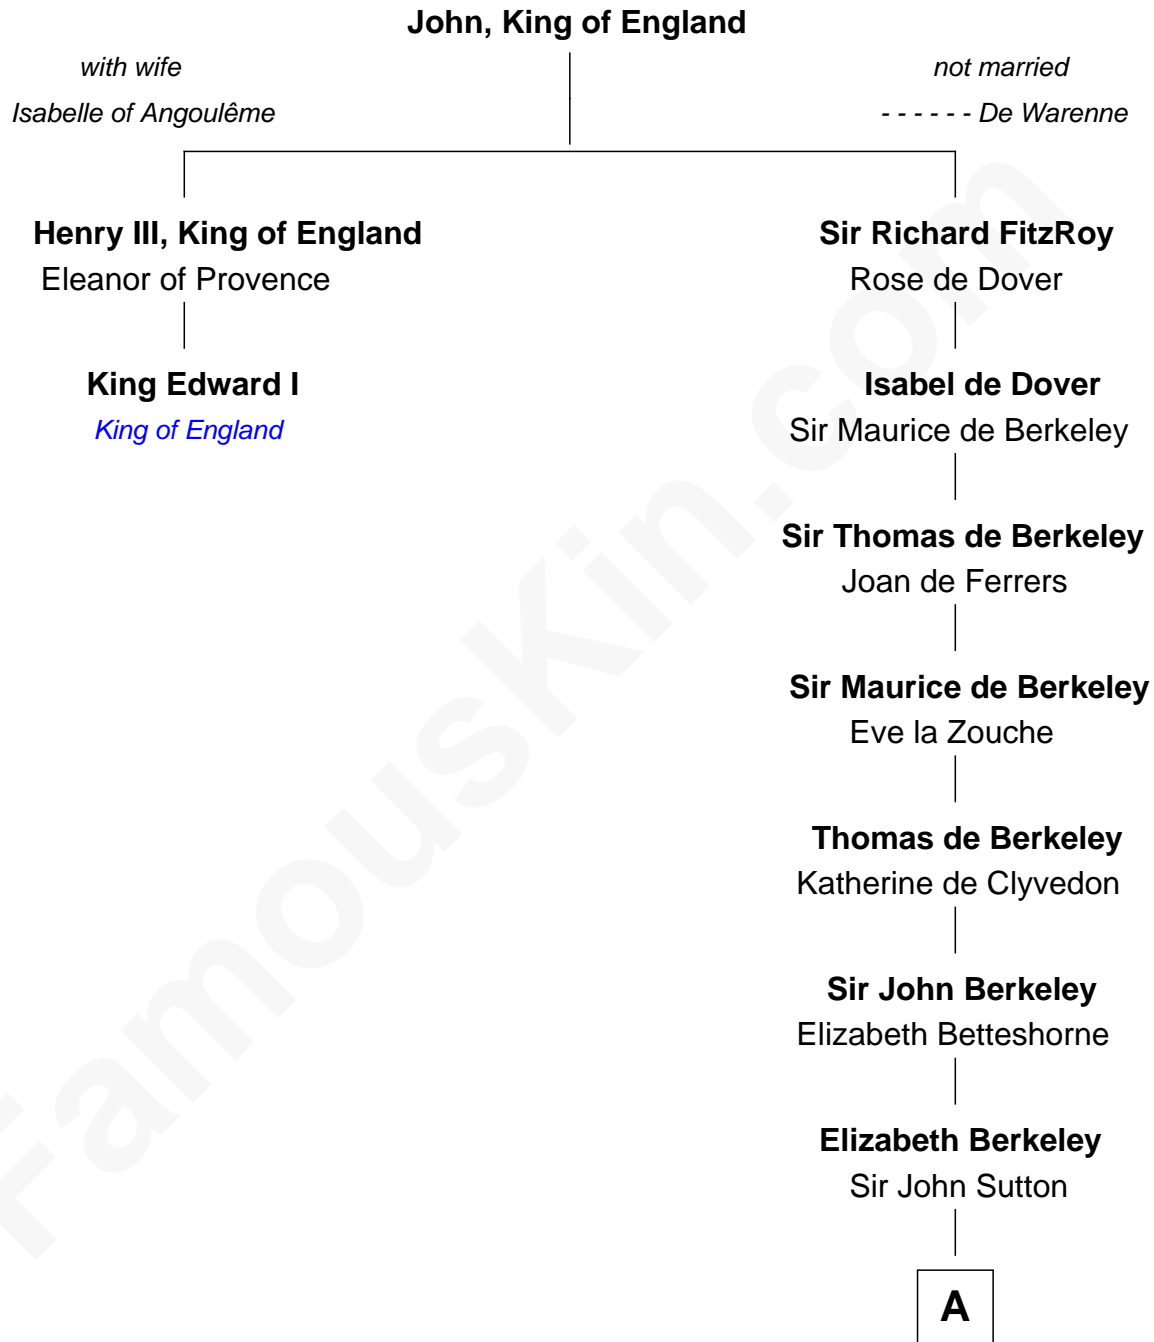 John, King of England
with wife
not married
Isabelle of Angoulême
- - - - - - De Warenne
Henry III, King of England
Sir Richard FitzRoy
Eleanor of Provence
Rose de Dover
King Edward I
Isabel de Dover
King of England
Sir Maurice de Berkeley
Sir Thomas de Berkeley
Joan de Ferrers
Sir Maurice de Berkeley
Eve la Zouche
Thomas de Berkeley
Katherine de Clyvedon
Sir John Berkeley
Elizabeth Betteshorne
Elizabeth Berkeley
Sir John Sutton
A
FamousKin.com